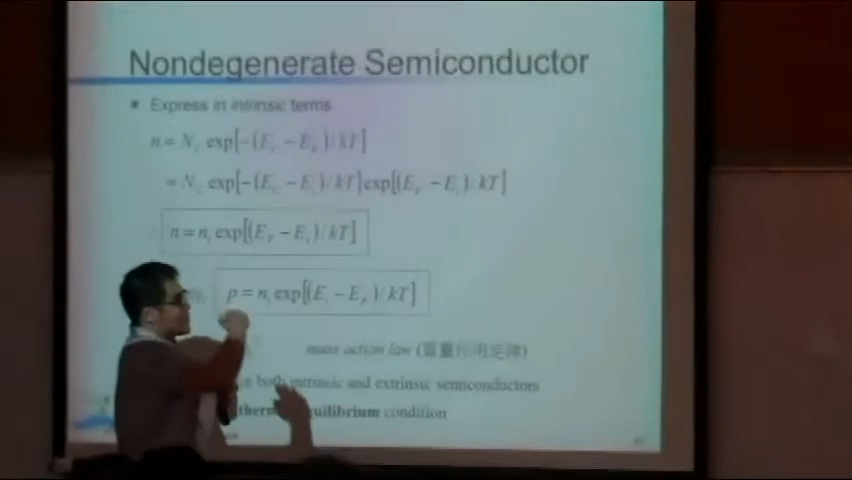 Nondegenerate Semiconductor
Express in intrinsic terms
n = N_C exp[-(E_C - E_F)/kT]
= N_C exp[-(E_C - E_i)/kT]exp[(E_F - E_i)/kT]
n = n_i exp[(E_F - E_i)/kT]
p = n_i exp[(E_i - E_F)/kT]
mass action law (質量作用定律)
both intrinsic and extrinsic semiconductors
equilibrium condition